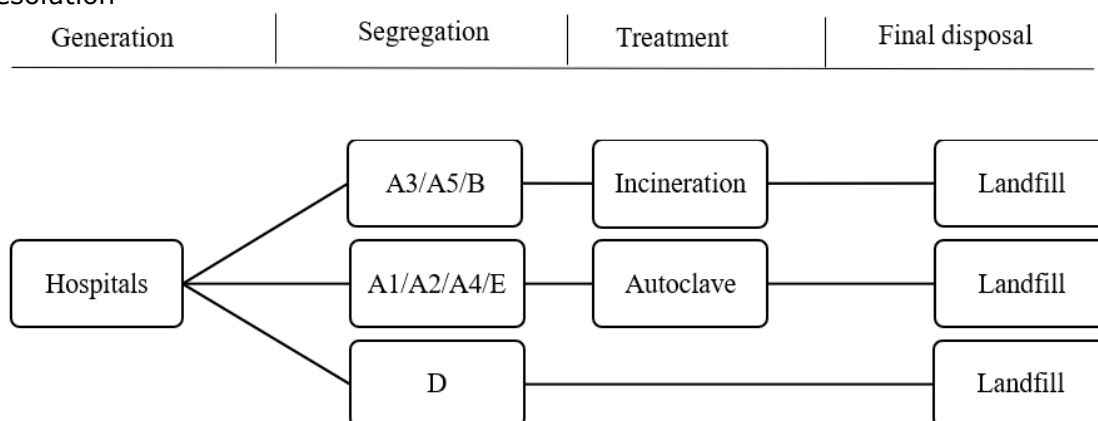 Generation Segregation Treatment Final disposal
A3/A5/B Incineration Landfill
Hospitals A1/A2/A4/E Autoclave Landfill
D Landfill